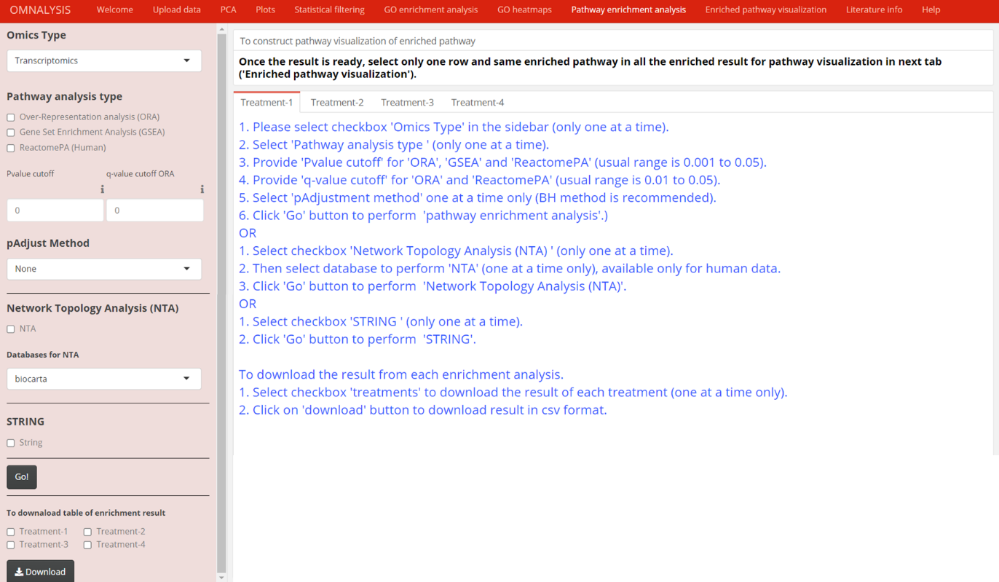 OMNALYSIS Welcome Upload data PCA Plots Statistical filtering GO enrichment analysis GO heatmaps Pathway enrichment analysis Enriched pathway visualization Literature info Help
Omics Type
Transcriptomics
Pathway analysis type
Over-Representation analysis (ORA)
Gene Set Enrichment Analysis (GSEA)
ReactomePA (Human)
Pvalue cutoff q-value cutoff ORA
0 0
pAdjust Method
None
Network Topology Analysis (NTA)
NTA
Databases for NTA
biocarta
STRING
String
Go!
To downaload table of enrichment result
Treatment-1 Treatment-2
Treatment-3 Treatment-4
Download
To construct pathway visualization of enriched pathway
Once the result is ready, select only one row and same enriched pathway in all the enriched result for pathway visualization in next tab
('Enriched pathway visualization').
Treatment-1 Treatment-2 Treatment-3 Treatment-4
1. Please select checkbox 'Omics Type' in the sidebar (only one at a time).
2. Select 'Pathway analysis type ' (only one at a time).
3. Provide 'Pvalue cutoff' for 'ORA', 'GSEA' and 'ReactomePA' (usual range is 0.001 to 0.05).
4. Provide 'q-value cutoff' for 'ORA' and 'ReactomePA' (usual range is 0.01 to 0.05).
5. Select 'pAdjustment method' one at a time only (BH method is recommended).
6. Click 'Go' button to perform 'pathway enrichment analysis'.)
OR
1. Select checkbox 'Network Topology Analysis (NTA) ' (only one at a time).
2. Then select database to perform 'NTA' (one at a time only), available only for human data.
3. Click 'Go' button to perform 'Network Topology Analysis (NTA)'.
OR
1. Select checkbox 'STRING ' (only one at a time).
2. Click 'Go' button to perform 'STRING'.
To download the result from each enrichment analysis.
1. Select checkbox 'treatments' to download the result of each treatment (one at a time only).
2. Click on 'download' button to download result in csv format.